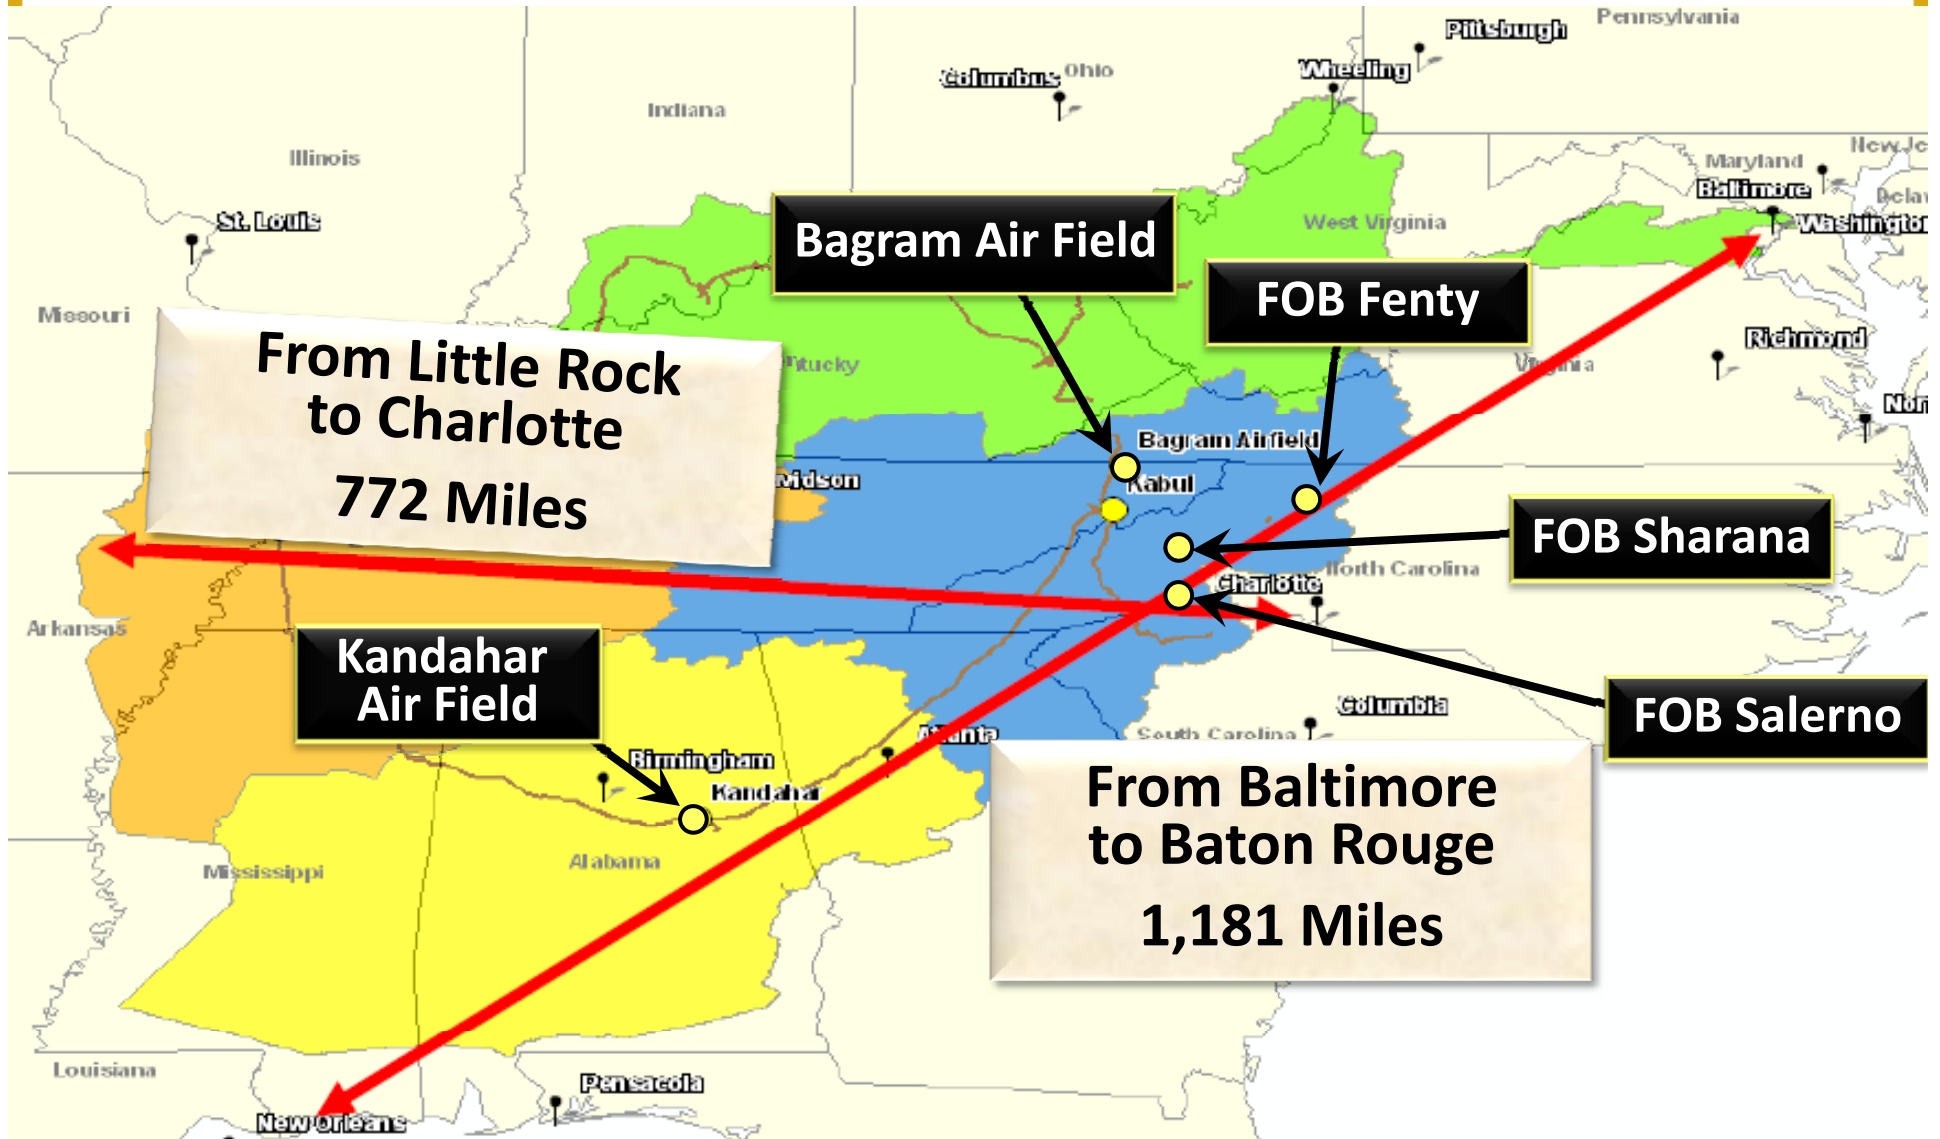 Pittsburgh
Pennsylvania
Columbus
Ohio
Wheeling
Indiana
Illinois
Maryland
Baltimore
St. Louis
West Virginia
Bagram Air Field
FOB Fenty
Missouri
Richmond
Virginia
From Little Rock
to Charlotte
772 Miles
Bagram Airfield
Kabul
FOB Sharana
North Carolina
Charlotte
Arkansas
Kandahar
Air Field
FOB Salerno
Columbia
South Carolina
Atlanta
Birmingham
Kandahar
From Baltimore
to Baton Rouge
1,181 Miles
Alabama
Mississippi
Louisiana
Pensacola
New Orleans